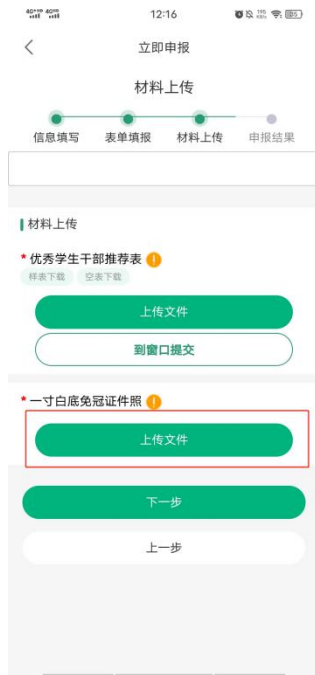 12:16
立即申报
材料上传
信息填写 表单填报 材料上传 申报结果
材料上传
* 优秀学生干部推荐表 !
样表下载 空表下载
上传文件
到窗口提交
* 一寸白底免冠证件照 !
上传文件
下一步
上一步